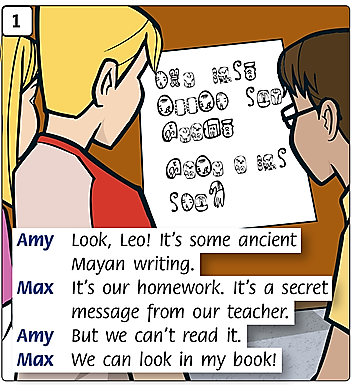 1
Amy Look, Leo! It's some ancient
Mayan writing.
Max It's our homework. It's a secret
message from our teacher.
Amy But we can't read it.
Max We can look in my book!